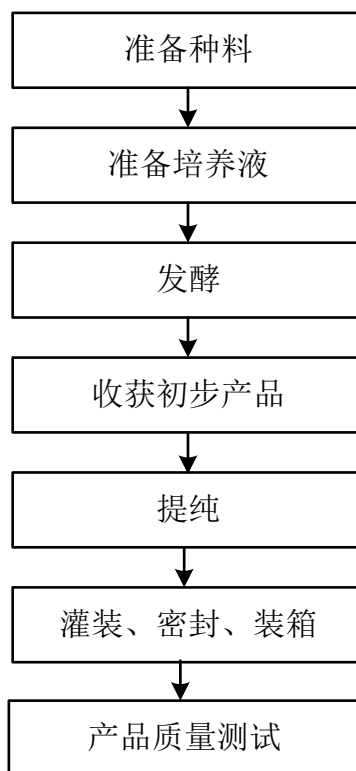 准备种料
准备培养液
发酵
收获初步产品
提纯
灌装、密封、装箱
产品质量测试